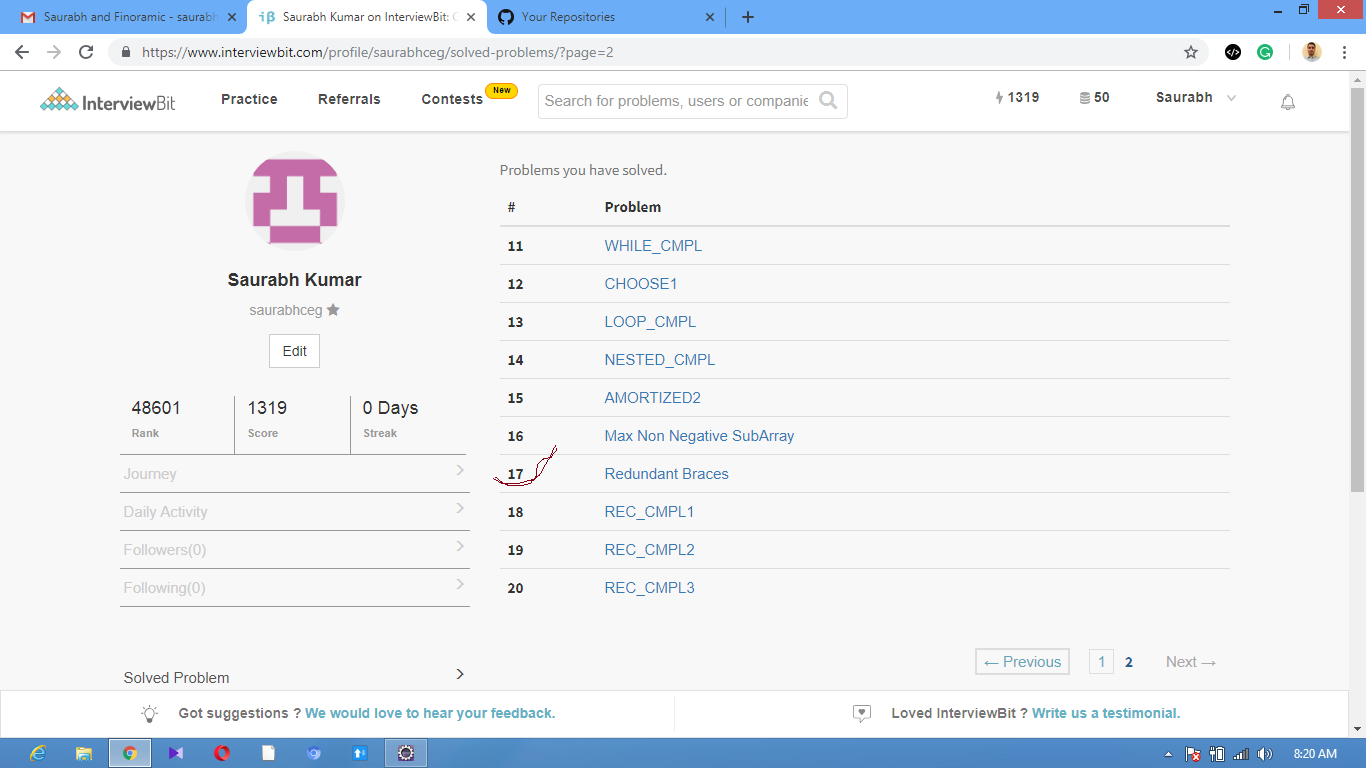 Saurabh and Finoramic - saurabh
Saurabh Kumar on InterviewBit: C
Your Repositories
https://www.interviewbit.com/profile/saurabhceg/solved-problems/?page=2
InterviewBit
Practice
Referrals
Contests
New
Search for problems, users or companie
1319
50
Saurabh
Problems you have solved.
# Problem
11 WHILE_CMPL
12 CHOOSE1
13 LOOP_CMPL
14 NESTED_CMPL
15 AMORTIZED2
16 Max Non Negative SubArray
17 Redundant Braces
18 REC_CMPL1
19 REC_CMPL2
20 REC_CMPL3
Saurabh Kumar
saurabhceg
Edit
48601 1319 0 Days
Rank Score Streak
Journey
Daily Activity
Followers(0)
Following(0)
Solved Problem
← Previous 1 2 Next →
Got suggestions ? We would love to hear your feedback.
Loved InterviewBit ? Write us a testimonial.
8:20 AM